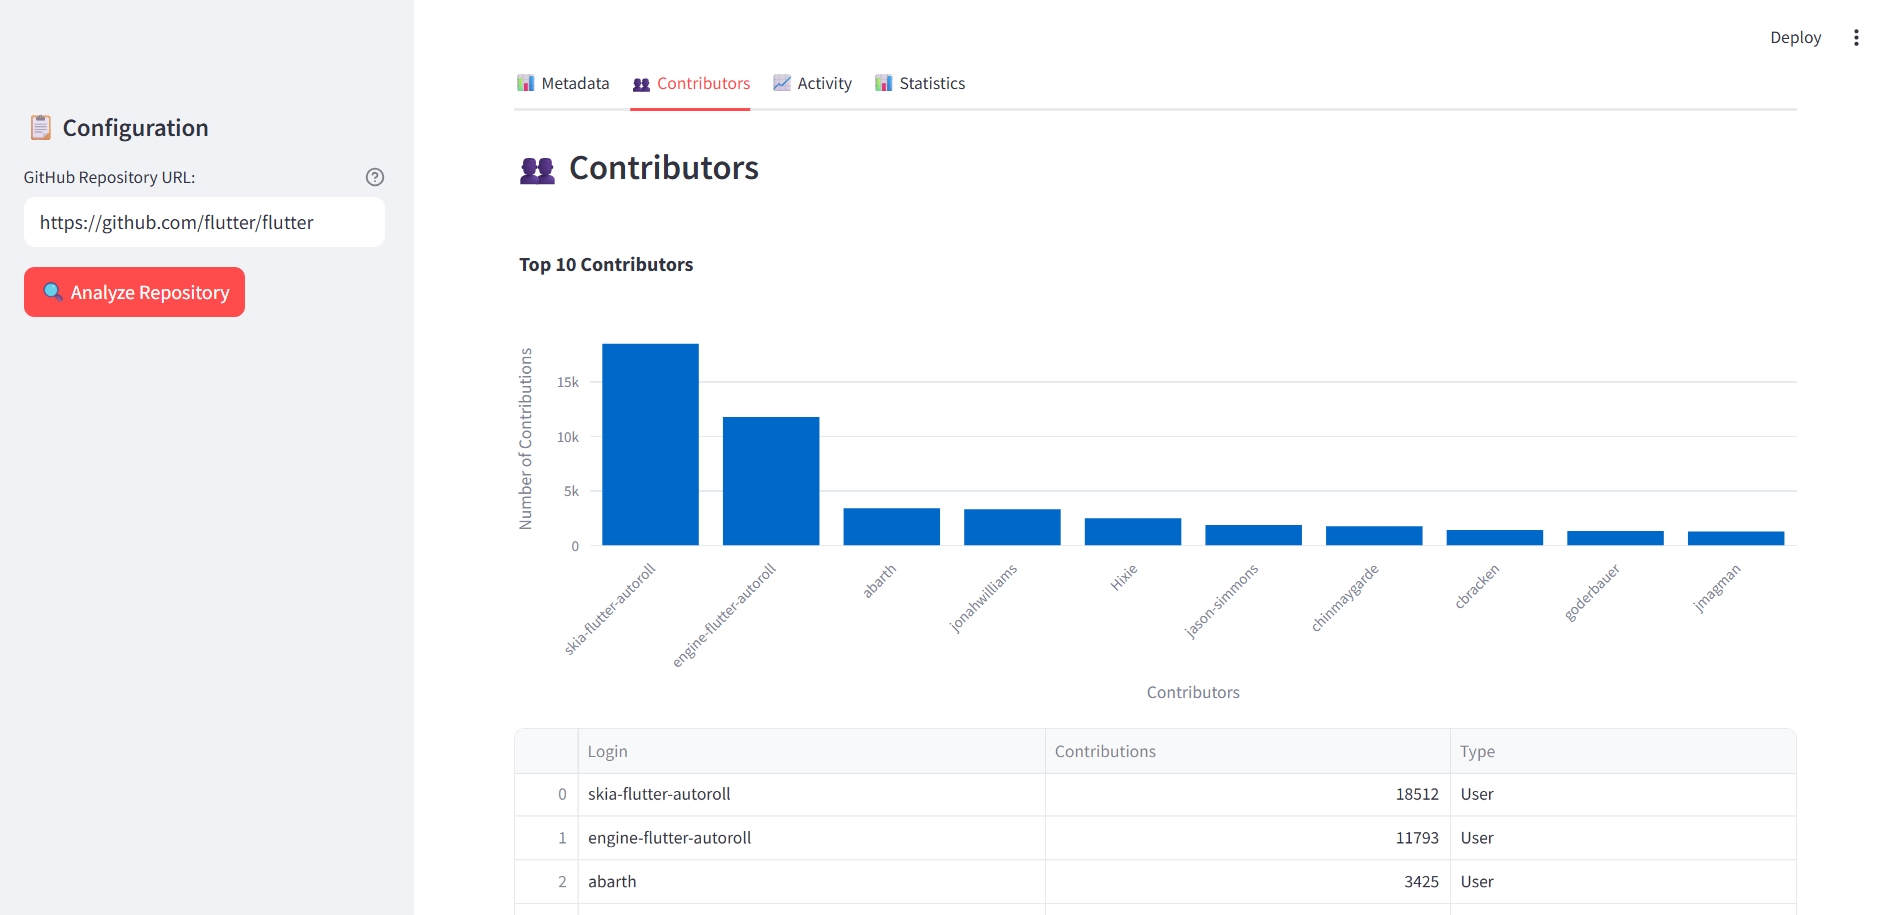 Deploy
Metadata Contributors Activity Statistics
Configuration
GitHub Repository URL:
https://github.com/flutter/flutter
Analyze Repository
Contributors
Top 10 Contributors
Number of Contributions
15k
10k
5k
0
skia-flutter-autoroll
engine-flutter-autoroll
abarth
jonahwilliams
Hixie
jason-simmons
chinmaygarde
cbracken
goderbauer
jmagman
Contributors
Login Contributions Type
0 skia-flutter-autoroll 18512 User
1 engine-flutter-autoroll 11793 User
2 abarth 3425 User